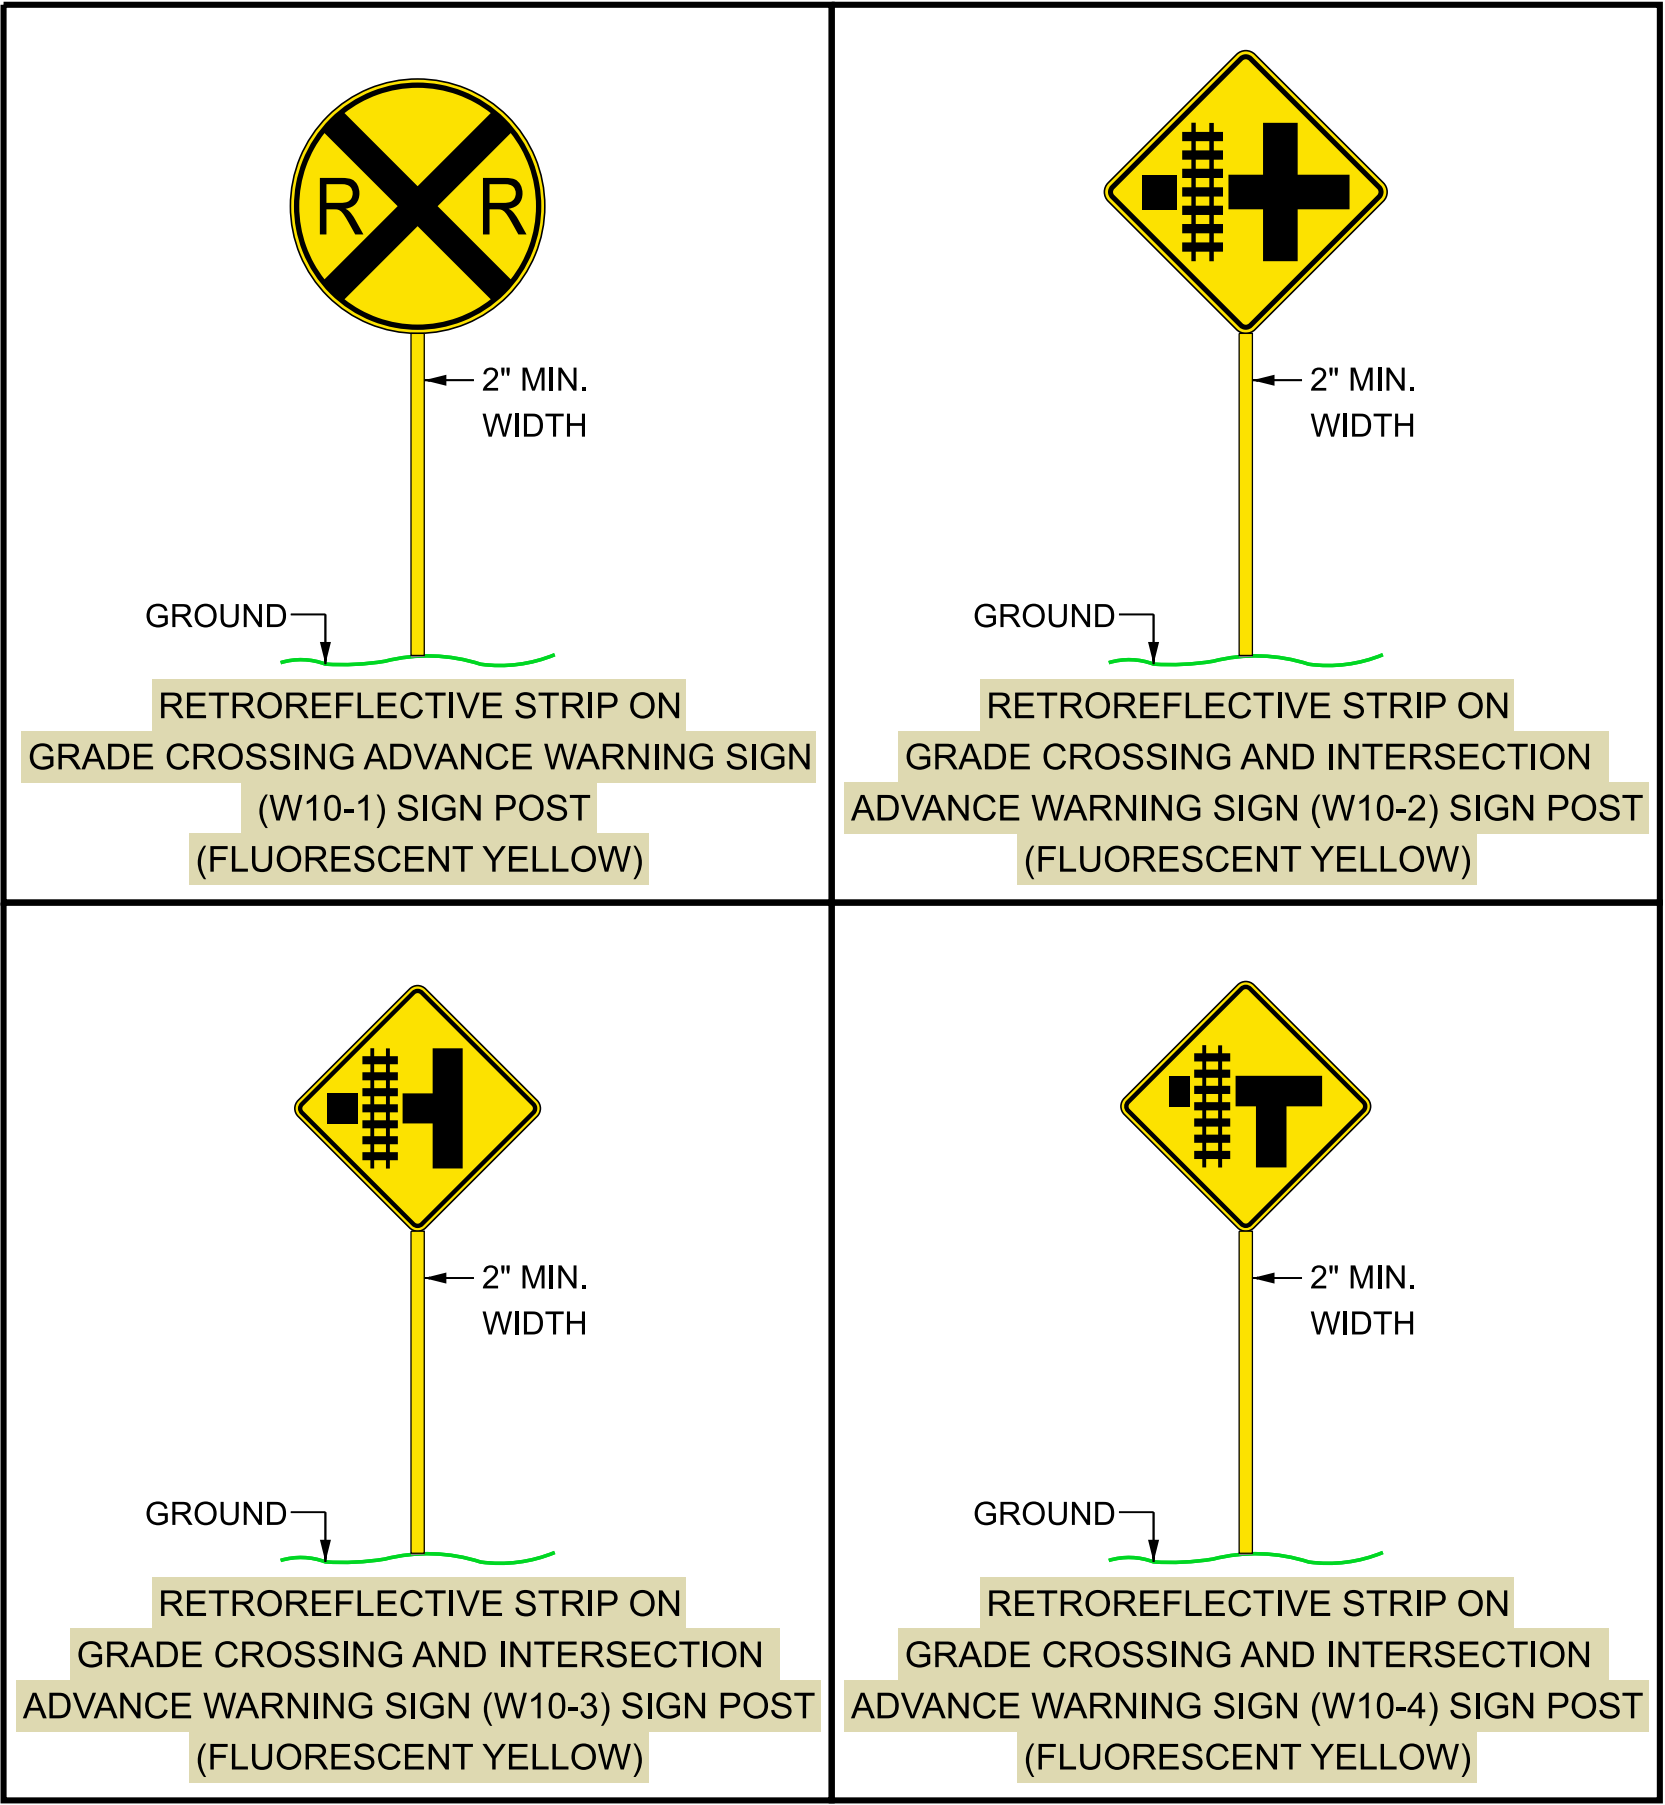 R R
2" MIN.
WIDTH
GROUND
RETROREFLECTIVE STRIP ON
GRADE CROSSING ADVANCE WARNING SIGN
(W10-1) SIGN POST
(FLUORESCENT YELLOW)
2" MIN.
WIDTH
GROUND
RETROREFLECTIVE STRIP ON
GRADE CROSSING AND INTERSECTION
ADVANCE WARNING SIGN (W10-2) SIGN POST
(FLUORESCENT YELLOW)
2" MIN.
WIDTH
GROUND
RETROREFLECTIVE STRIP ON
GRADE CROSSING AND INTERSECTION
ADVANCE WARNING SIGN (W10-3) SIGN POST
(FLUORESCENT YELLOW)
2" MIN.
WIDTH
GROUND
RETROREFLECTIVE STRIP ON
GRADE CROSSING AND INTERSECTION
ADVANCE WARNING SIGN (W10-4) SIGN POST
(FLUORESCENT YELLOW)